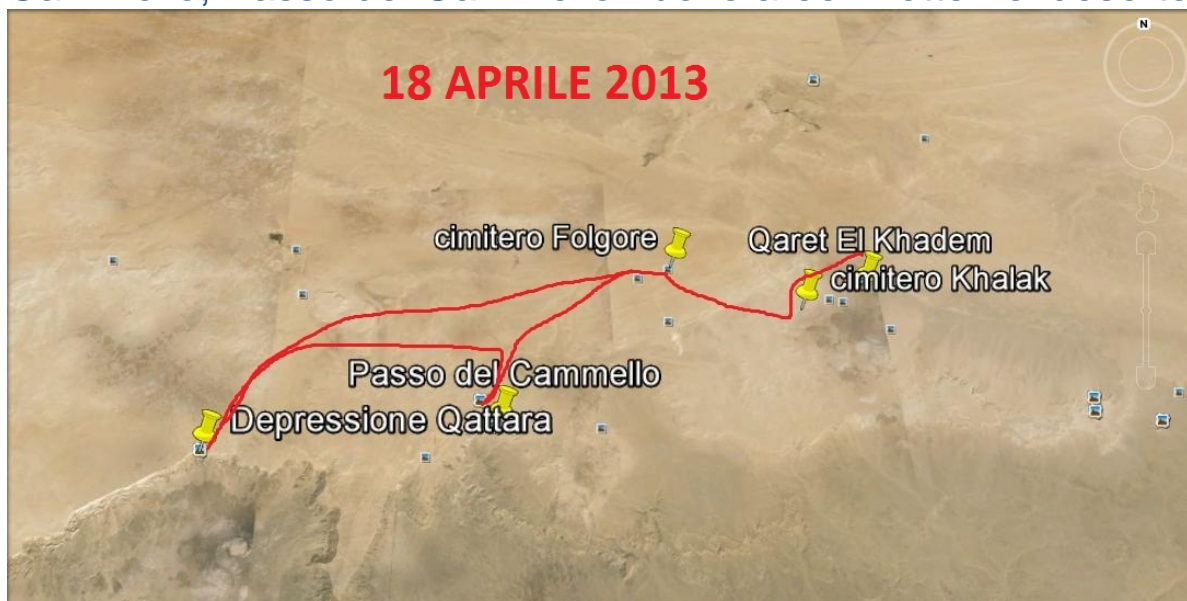 18 APRILE 2013
cimitero Folgore
Qaret El Khadem
cimitero Khalak
Passo del Cammello
Depressione Qattara
N